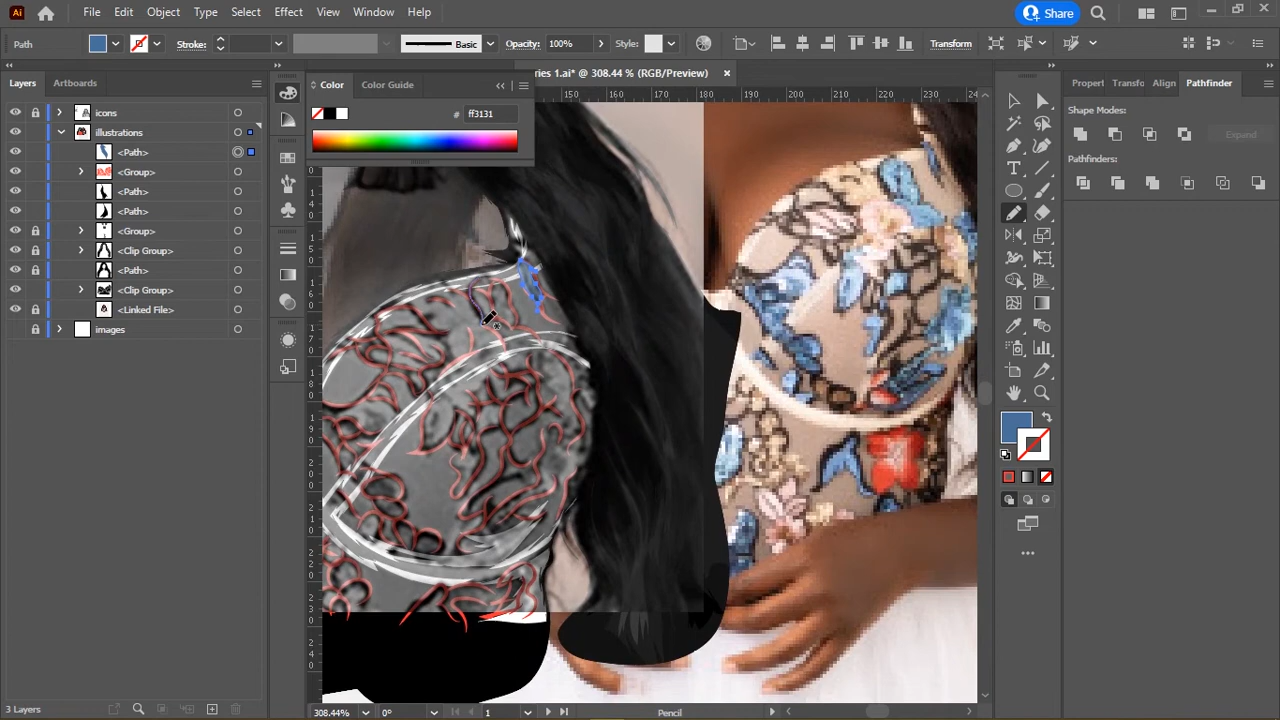 Ai File Edit Object Type Select Effect View Window Help Share
Path Stroke: Basic Opacity: 100% Style: Transform
Layers Artboards
Color Color Guide
ries 1.ai* @ 308.44 % (RGB/Preview)
Propert Transfo Align Pathfinder
150 160 170 180 190 200 210 220 230 240
# ff3131
Shape Modes:
Expand
Pathfinders:
icons
illustrations
<Path>
<Group>
<Path>
<Path>
<Group>
<Clip Group>
<Path>
<Clip Group>
<Linked File>
images
3 Layers
308.44% 0° 1 Pencil